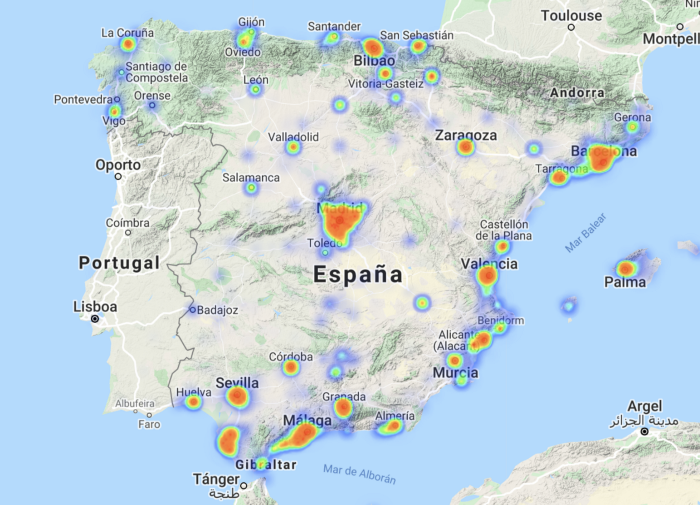 Toulouse
Montpell
Gijón
La Coruña
Santander
San Sebastián
Oviedo
Bilbao
Santiago de
Compostela
León
Vitoria-Gasteiz
Andorra
Pontevedra
Orense
Vigo
Gerona
Valladolid
Zaragoza
Barcelona
Oporto
Tarragona
Salamanca
Madrid
Coímbra
Castellón
de la Plana
Mar Balear
Toledo
Portugal
España
Valencia
Palma
Lisboa
Badajoz
Benidorm
Alicante
(Alacant)
Córdoba
Murcia
Sevilla
Huelva
Granada
Albufeira
Faro
Málaga
Almería
Argel
مدينة الجزائر
Gibraltar
Mar de Alborán
Tánger
طنجة